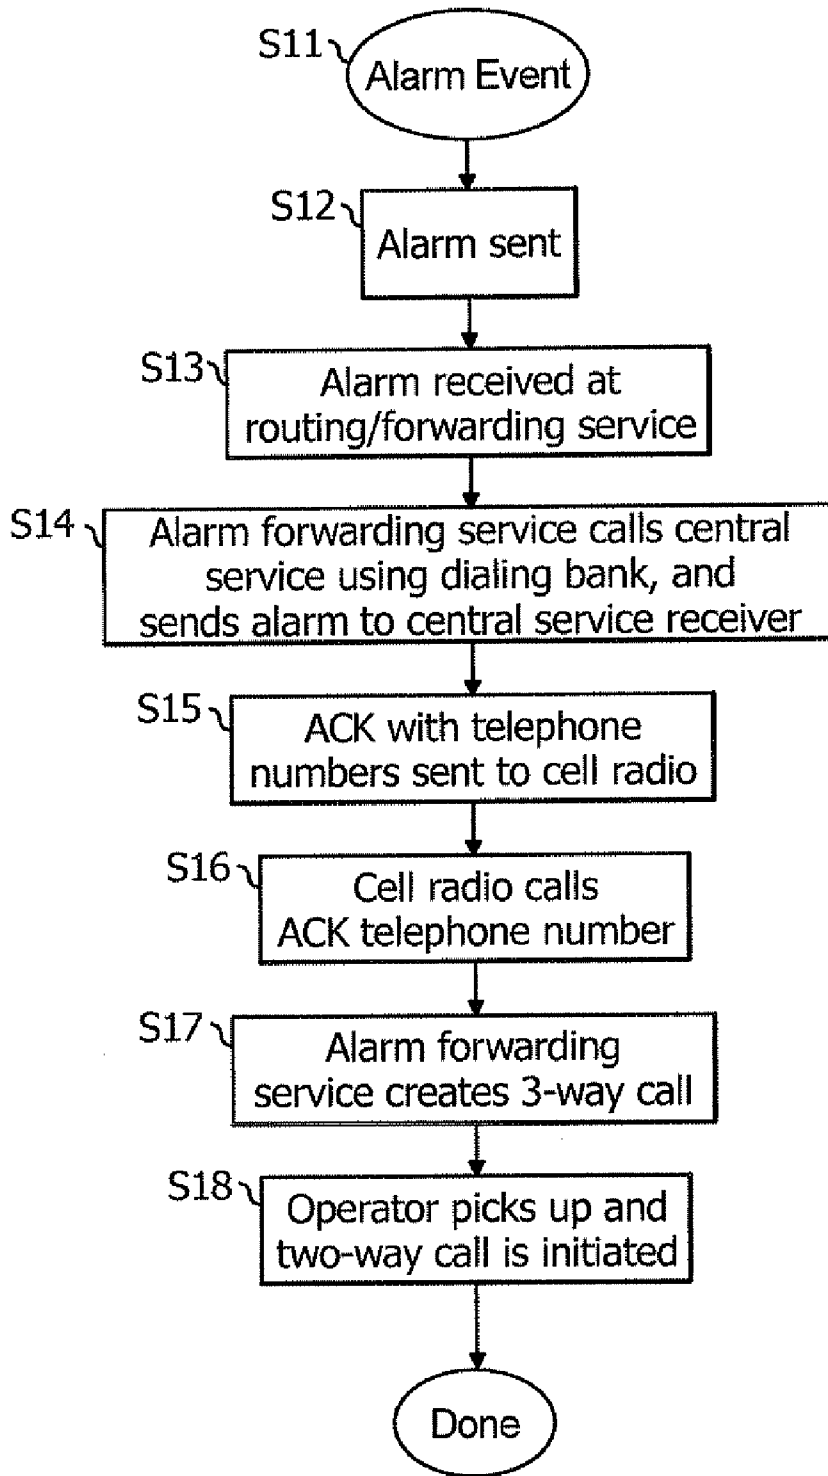 S11
Alarm Event
S12
Alarm sent
S13
Alarm received at
routing/forwarding service
S14
Alarm forwarding service calls central
service using dialing bank, and
sends alarm to central service receiver
S15
ACK with telephone
numbers sent to cell radio
S16
Cell radio calls
ACK telephone number
S17
Alarm forwarding
service creates 3-way call
S18
Operator picks up and
two-way call is initiated
Done